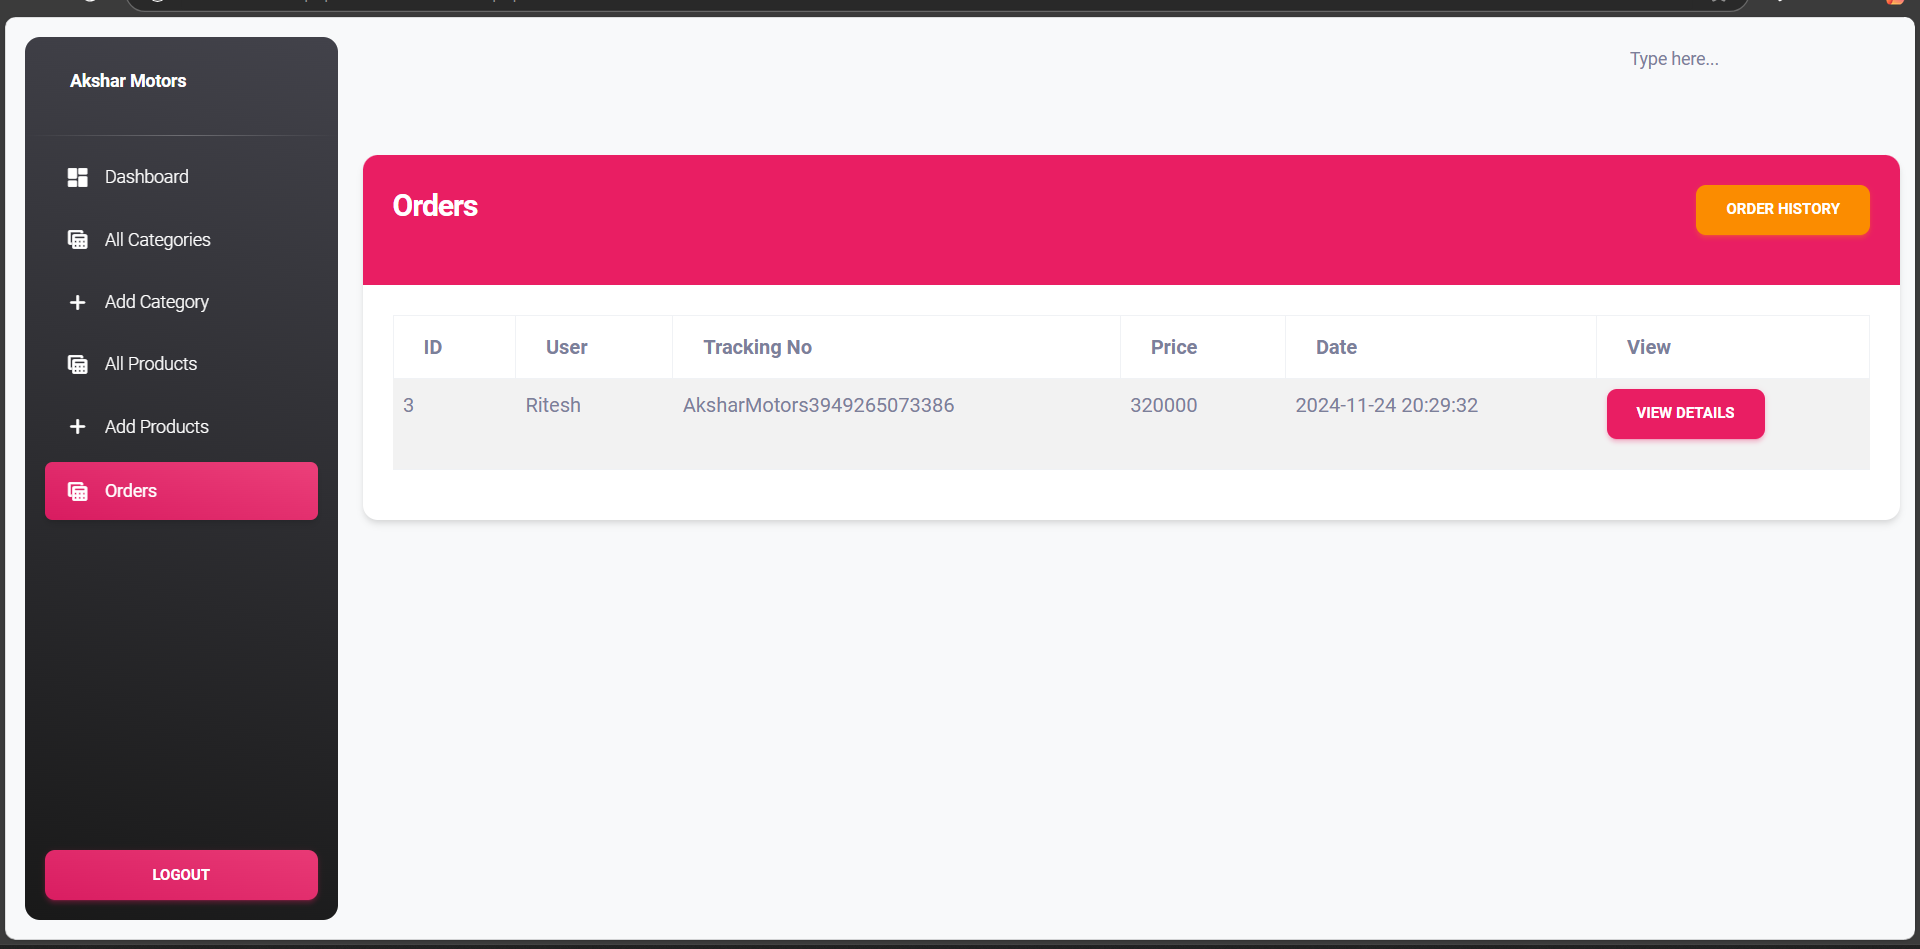 Akshar Motors
Type here...
Dashboard
All Categories
Add Category
All Products
Add Products
Orders
LOGOUT
Orders
ORDER HISTORY
ID User Tracking No Price Date View
3 Ritesh AksharMotors3949265073386 320000 2024-11-24 20:29:32 VIEW DETAILS